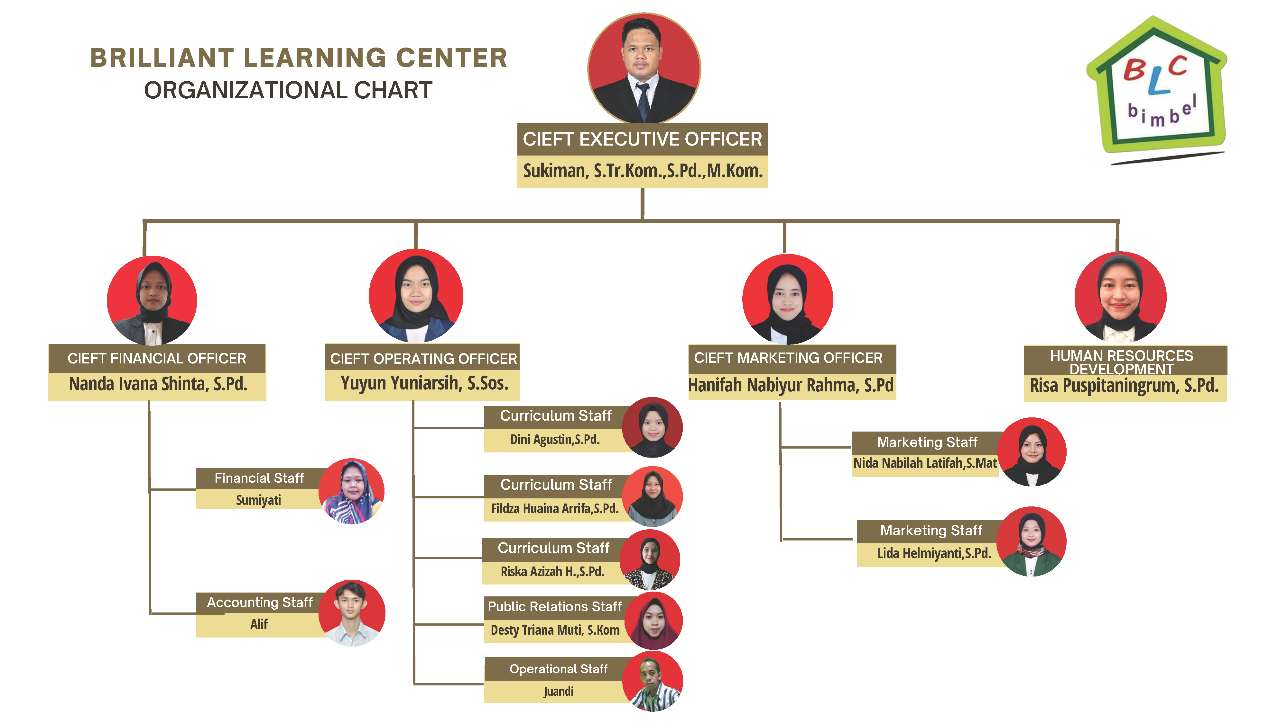 BRILLIANT LEARNING CENTER
ORGANIZATIONAL CHART
BLC
bimbel
CIEFT EXECUTIVE OFFICER
Sukiman, S.Tr.Kom.,S.Pd.,M.Kom.
CIEFT FINANCIAL OFFICER
Nanda Ivana Shinta, S.Pd.
CIEFT OPERATING OFFICER
Yuyun Yuniarsih, S.Sos.
CIEFT MARKETING OFFICER
Hanifah Nabiyur Rahma, S.Pd
HUMAN RESOURCES
DEVELOPMENT
Risa Puspitaningrum, S.Pd.
Financial Staff
Sumiyati
Accounting Staff
Alif
Curriculum Staff
Dini Agustin,S.Pd.
Curriculum Staff
Fildza Huaina Arrifa,S.Pd.
Curriculum Staff
Riska Azizah H.,S.Pd.
Public Relations Staff
Desty Triana Muti, S.Kom
Operational Staff
Juandi
Marketing Staff
Nida Nabilah Latifah,S.Mat
Marketing Staff
Lida Helmiyanti,S.Pd.